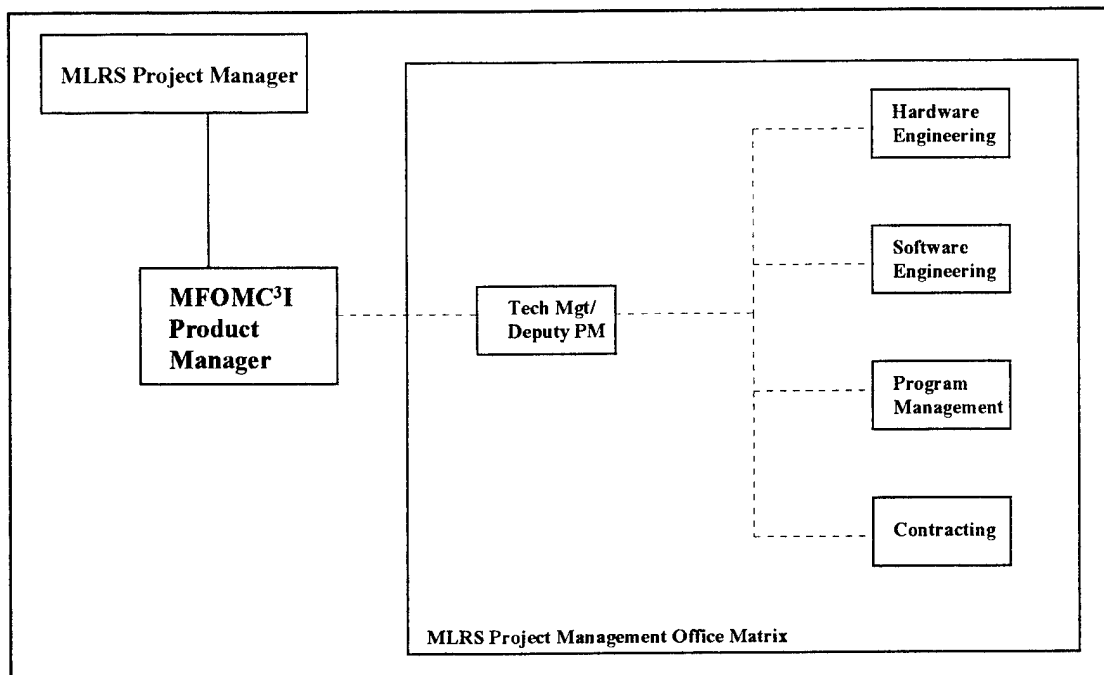 MLRS Project Manager
MFOMC³I
Product
Manager
Tech Mgt/
Deputy PM
Hardware
Engineering
Software
Engineering
Program
Management
Contracting
MLRS Project Management Office Matrix